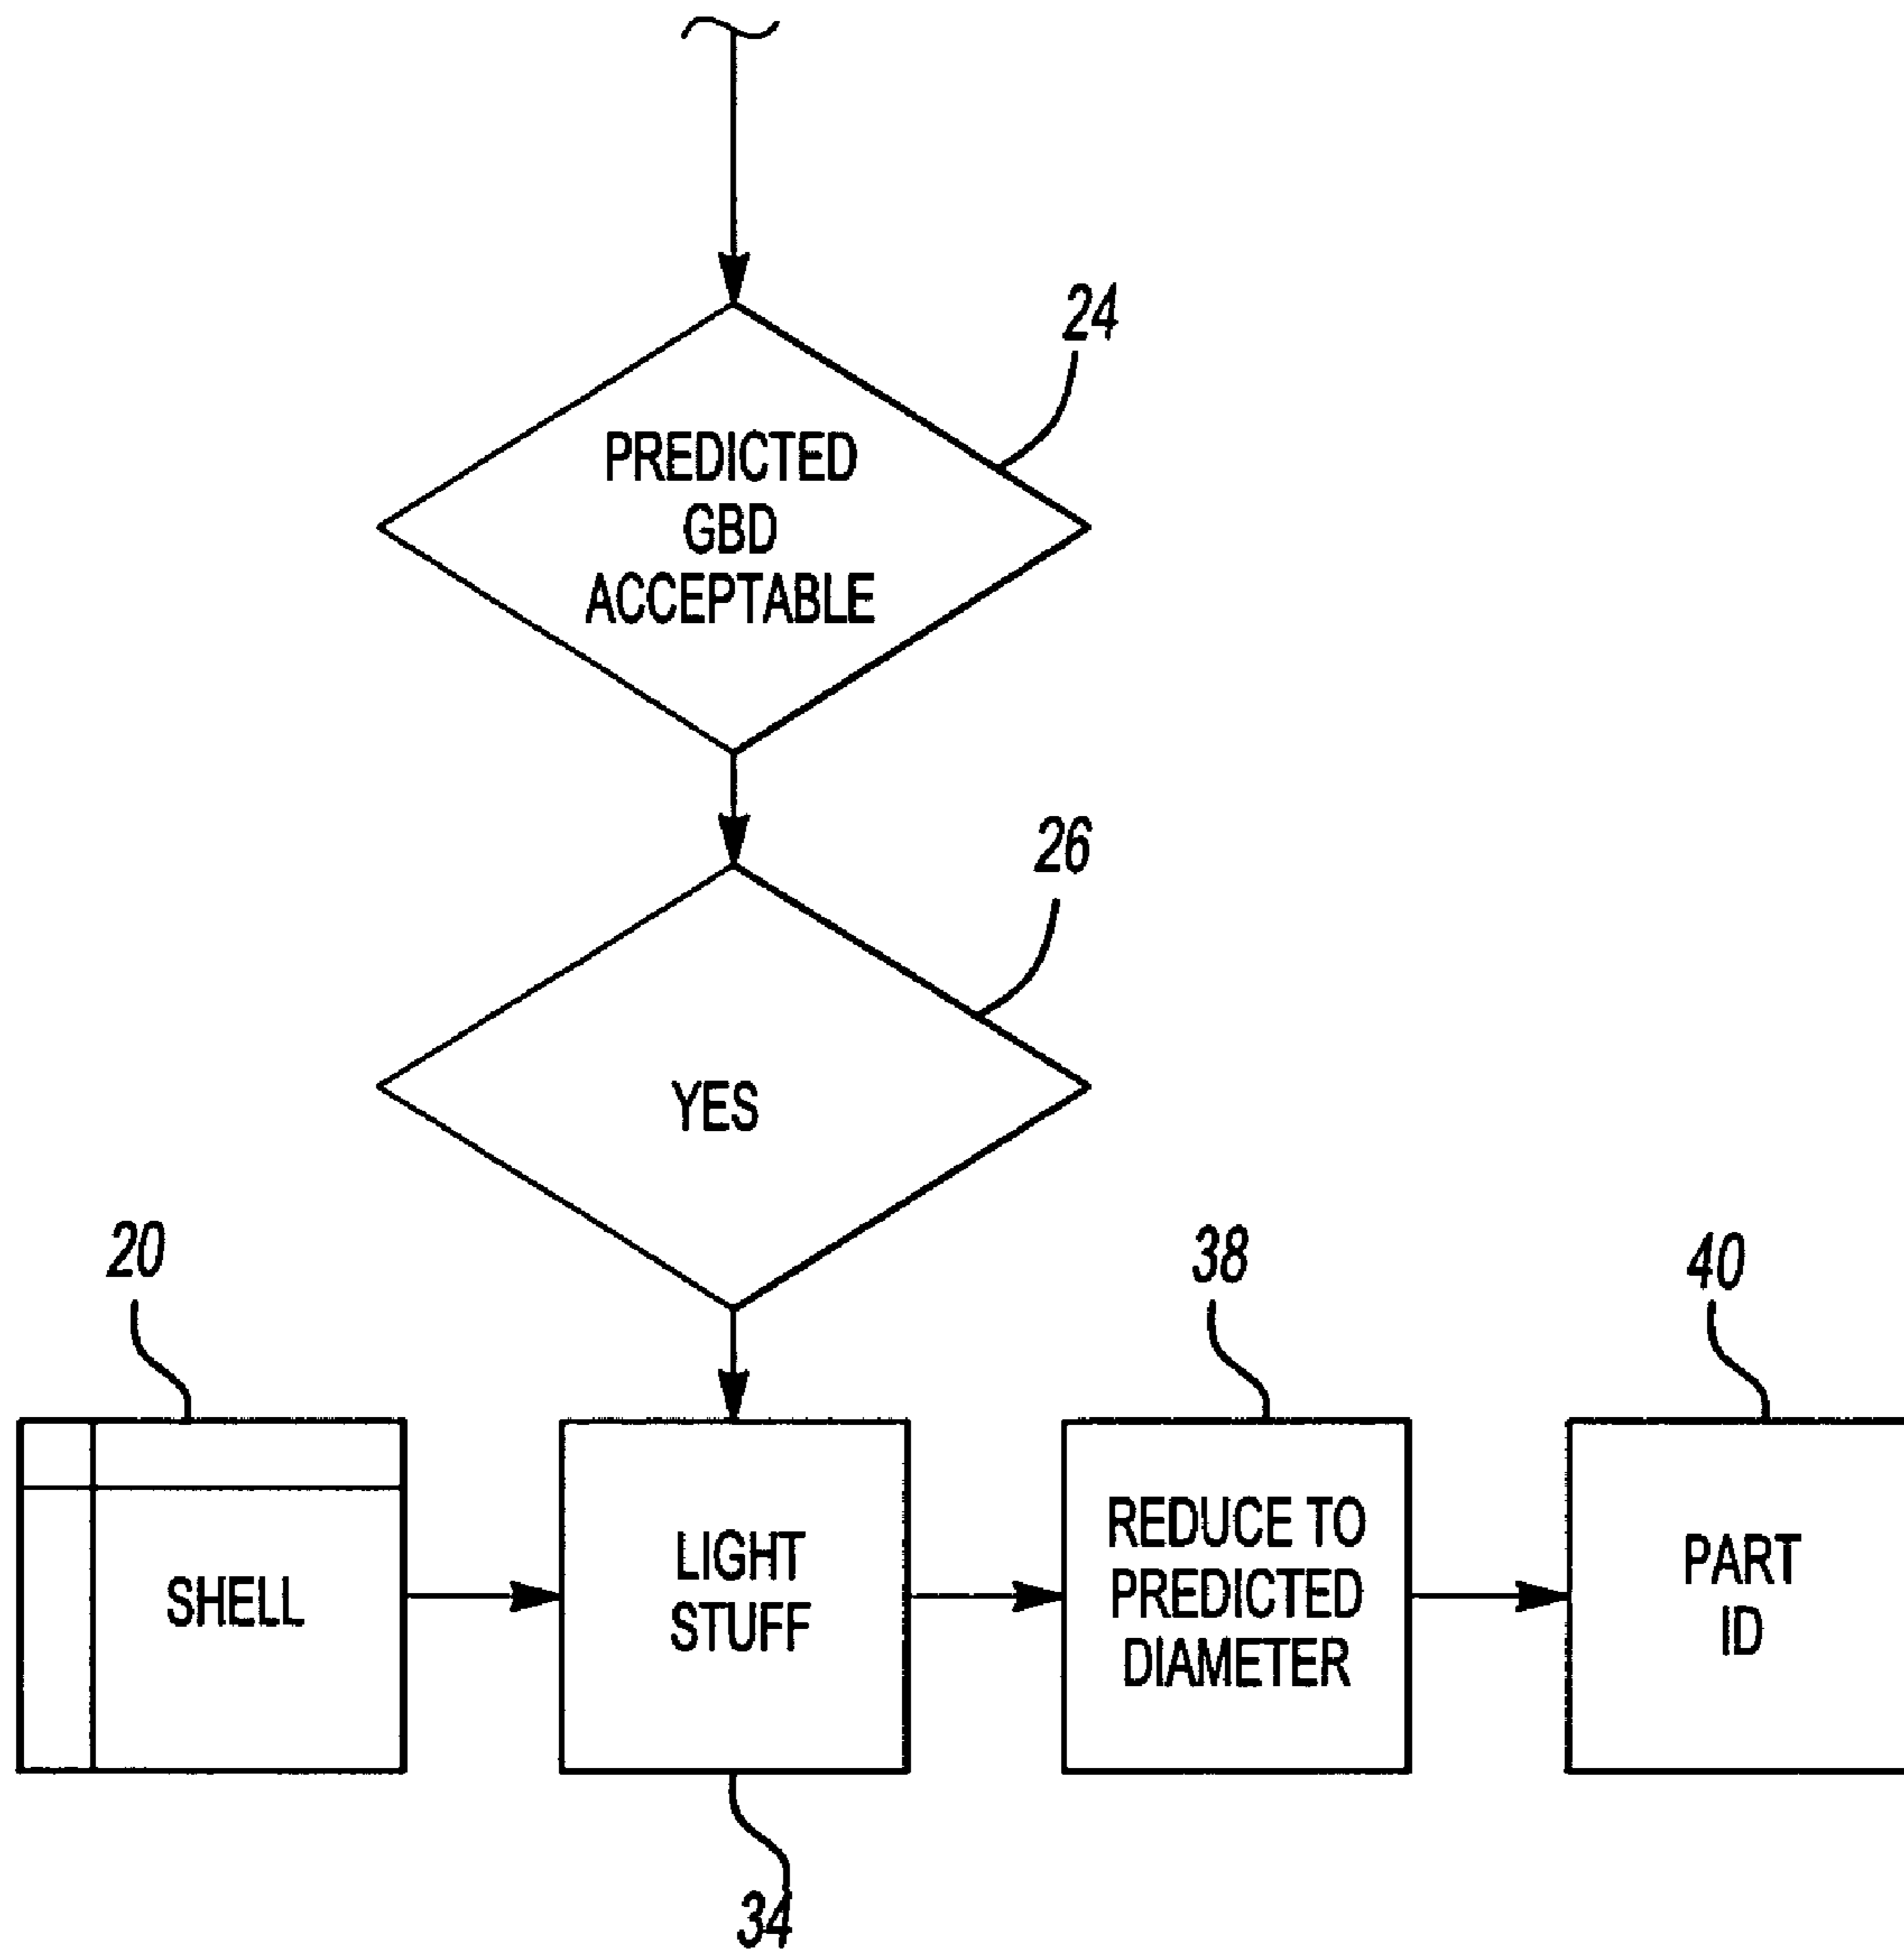 24
PREDICTED
GBD
ACCEPTABLE
26
YES
20
38
40
SHELL
LIGHT
STUFF
REDUCE TO
PREDICTED
DIAMETER
PART
ID
34